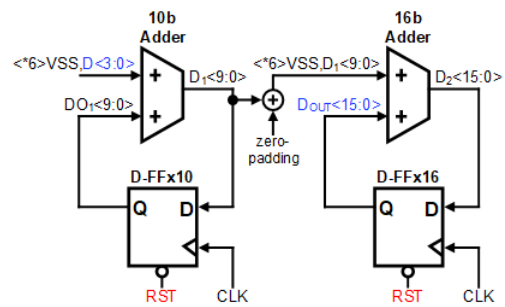 10b
Adder
16b
Adder
<*6>VSS,D<3:0>
D₁<9:0>
<*6>VSS,D₁<9:0>
D₂<15:0>
+
+
DO₁<9:0>
+
+
+
DOUT<15:0>
zero-
padding
D-FFx10
D-FFx16
Q
D
Q
D
RST
CLK
RST
CLK